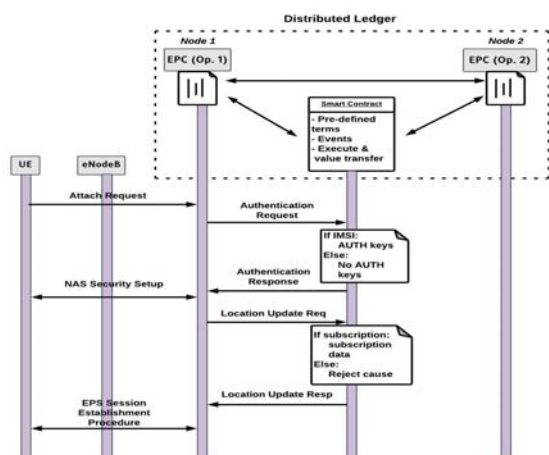 Distributed Ledger
Node 1
Node 2
EPC (Op. 1)
EPC (Op. 2)
Smart Contract
- Pre-defined
terms
- Events
- Execute &
value transfer
UE
eNodeB
Attach Request
Authentication
Request
If IMSI:
AUTH keys
Else:
No AUTH
keys
Authentication
Response
NAS Security Setup
Location Update Req
If subscription:
subscription
data
Else:
Reject cause
Location Update Resp
EPS Session
Establishment
Procedure